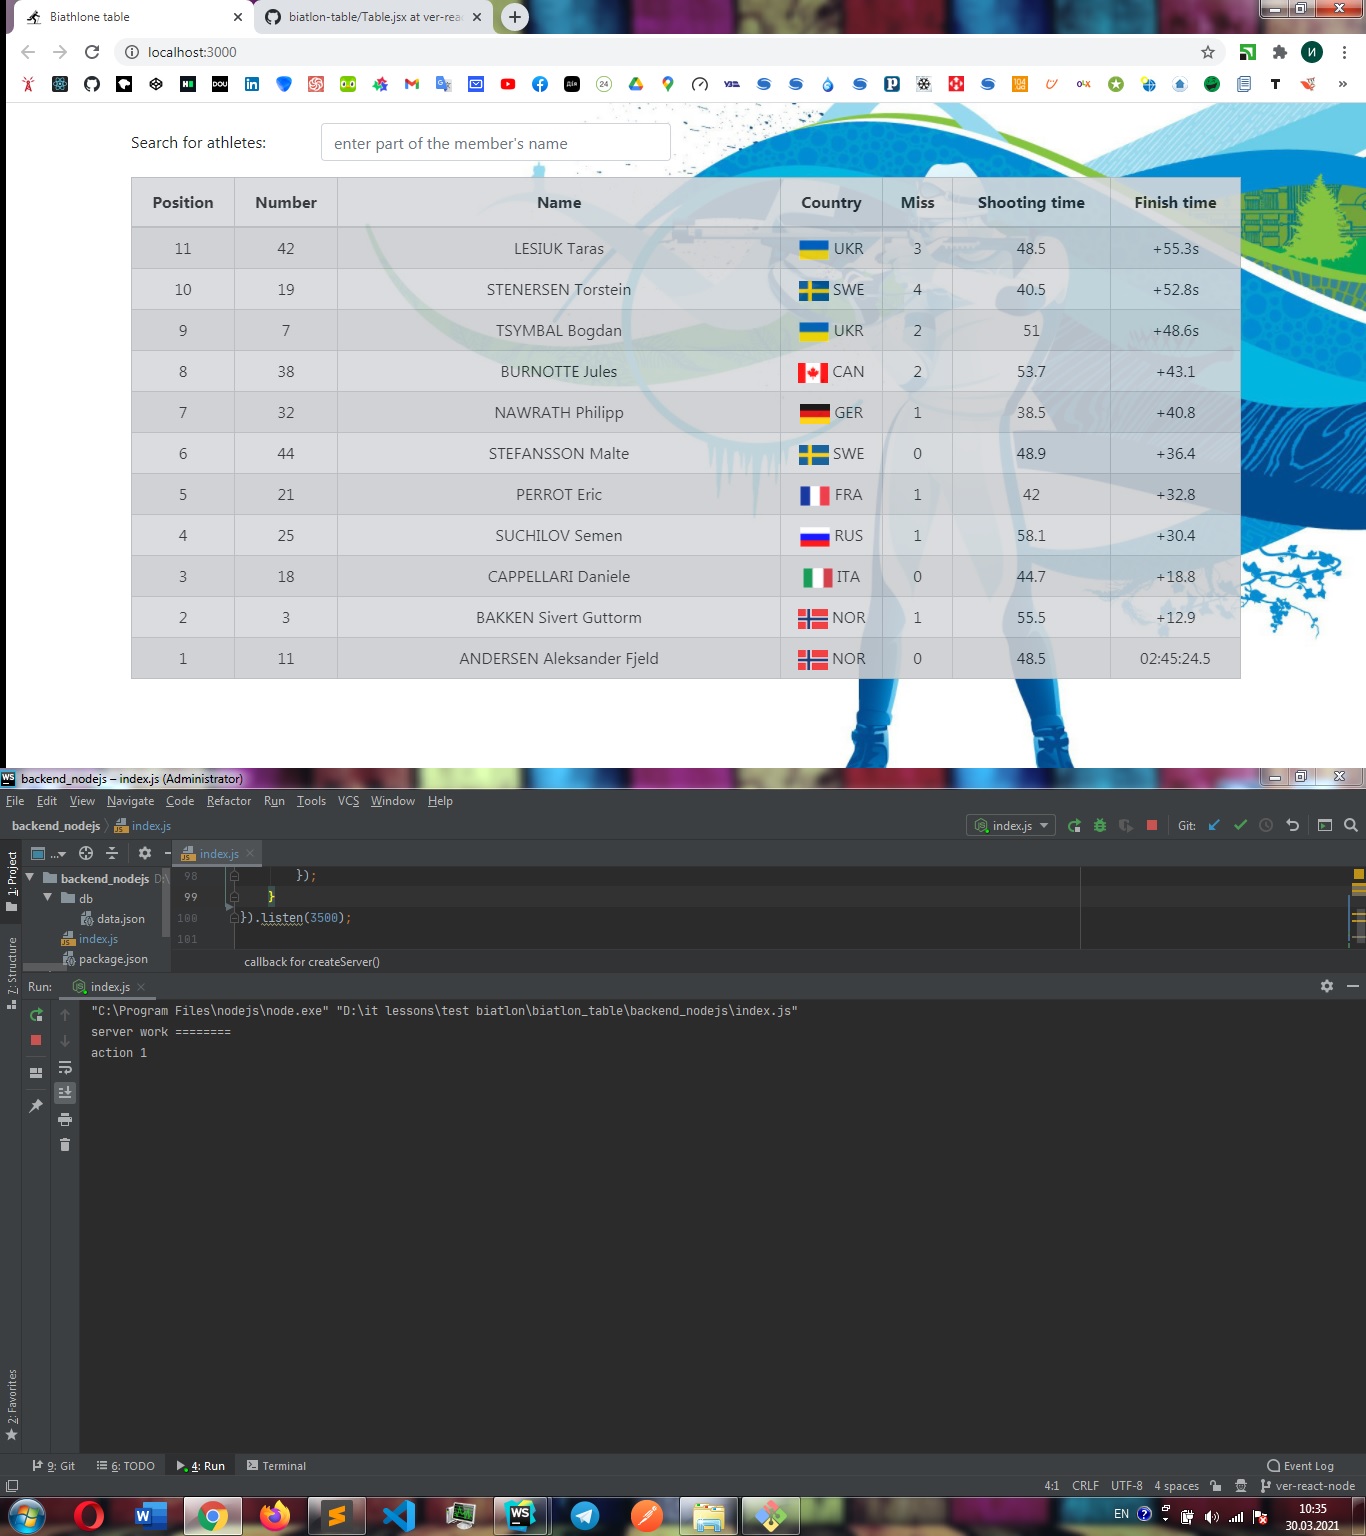 Biathlone table
biatlon-table/Table.jsx at ver-rea
localhost:3000
Search for athletes:
enter part of the member's name
Position Number Name Country Miss Shooting time Finish time
11 42 LESIUK Taras UKR 3 48.5 +55.3s
10 19 STENERSEN Torstein SWE 4 40.5 +52.8s
9 7 TSYMBAL Bogdan UKR 2 51 +48.6s
8 38 BURNOTTE Jules CAN 2 53.7 +43.1
7 32 NAWRATH Philipp GER 1 38.5 +40.8
6 44 STEFANSSON Malte SWE 0 48.9 +36.4
5 21 PERROT Eric FRA 1 42 +32.8
4 25 SUCHILOV Semen RUS 1 58.1 +30.4
3 18 CAPPELLARI Daniele ITA 0 44.7 +18.8
2 3 BAKKEN Sivert Guttorm NOR 1 55.5 +12.9
1 11 ANDERSEN Aleksander Fjeld NOR 0 48.5 02:45:24.5
backend_nodejs – index.js (Administrator)
File Edit View Navigate Code Refactor Run Tools VCS Window Help
backend_nodejs index.js index.js Git:
1: Project
... index.js
backend_nodejs D:\
db
data.json
index.js
package.json
98 });
99 }
100 }).listen(3500);
101
callback for createServer()
7: Structure
Run: index.js
"C:\Program Files\nodejs\node.exe" "D:\it lessons\test biatlon\biatlon_table\backend_nodejs\index.js"
server work ========
action 1
2: Favorites
9: Git 6: TODO 4: Run Terminal Event Log
4:1 CRLF UTF-8 4 spaces ver-react-node
EN 10:35
30.03.2021